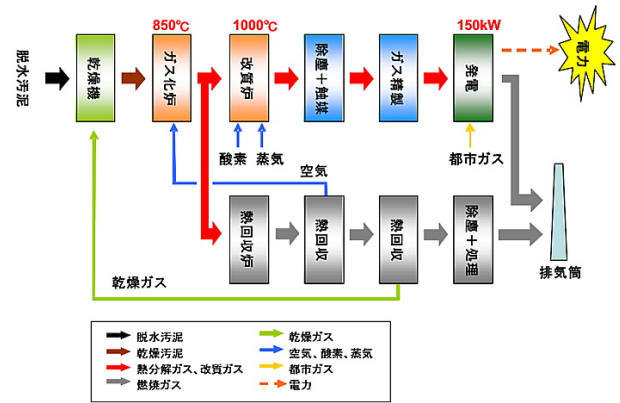 850℃
1000℃
150kW
脱水汚泥
乾燥機
ガス化炉
改質炉
除塵＋触媒
ガス精製
発電
電力
酸素
蒸気
都市ガス
空気
熱回収炉
熱回収
熱回収
除塵＋処理
排気筒
乾燥ガス
脱水汚泥
乾燥汚泥
熱分解ガス、改質ガス
燃焼ガス
乾燥ガス
空気、酸素、蒸気
都市ガス
電力